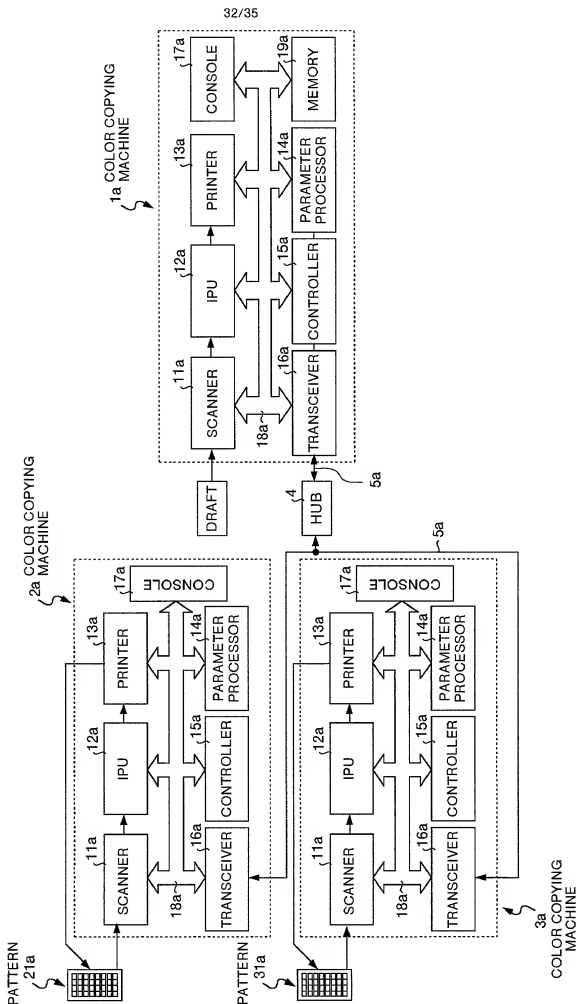 32/35
COLOR COPYING
MACHINE
1a
11a
SCANNER
12a
IPU
13a
PRINTER
17a
CONSOLE
18a
16a
TRANSCEIVER
15a
CONTROLLER
14a
PARAMETER
PROCESSOR
19a
MEMORY
DRAFT
5a
4
HUB
5a
COLOR COPYING
MACHINE
2a
PATTERN
21a
11a
SCANNER
12a
IPU
13a
PRINTER
17a
CONSOLE
18a
16a
TRANSCEIVER
15a
CONTROLLER
14a
PARAMETER
PROCESSOR
PATTERN
31a
11a
SCANNER
12a
IPU
13a
PRINTER
17a
CONSOLE
18a
16a
TRANSCEIVER
15a
CONTROLLER
14a
PARAMETER
PROCESSOR
3a
COLOR COPYING
MACHINE